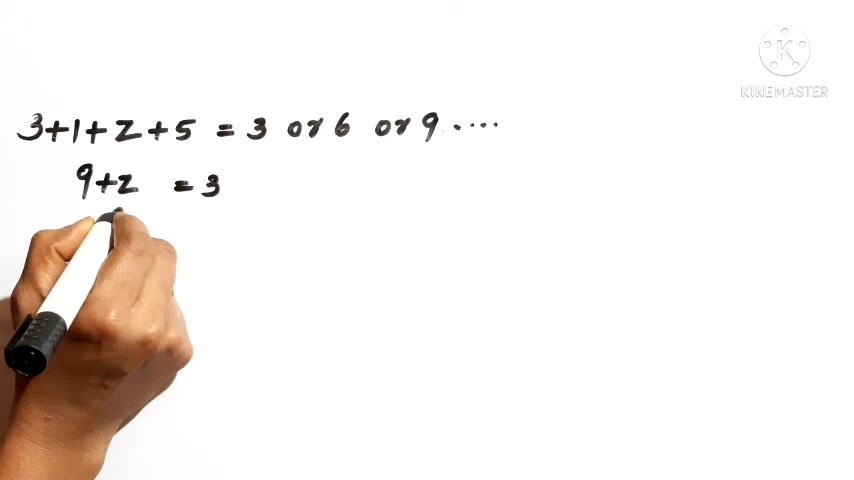 3+1+z+5 = 3 or 6 or 9.....
9+z = 3
KINEMASTER